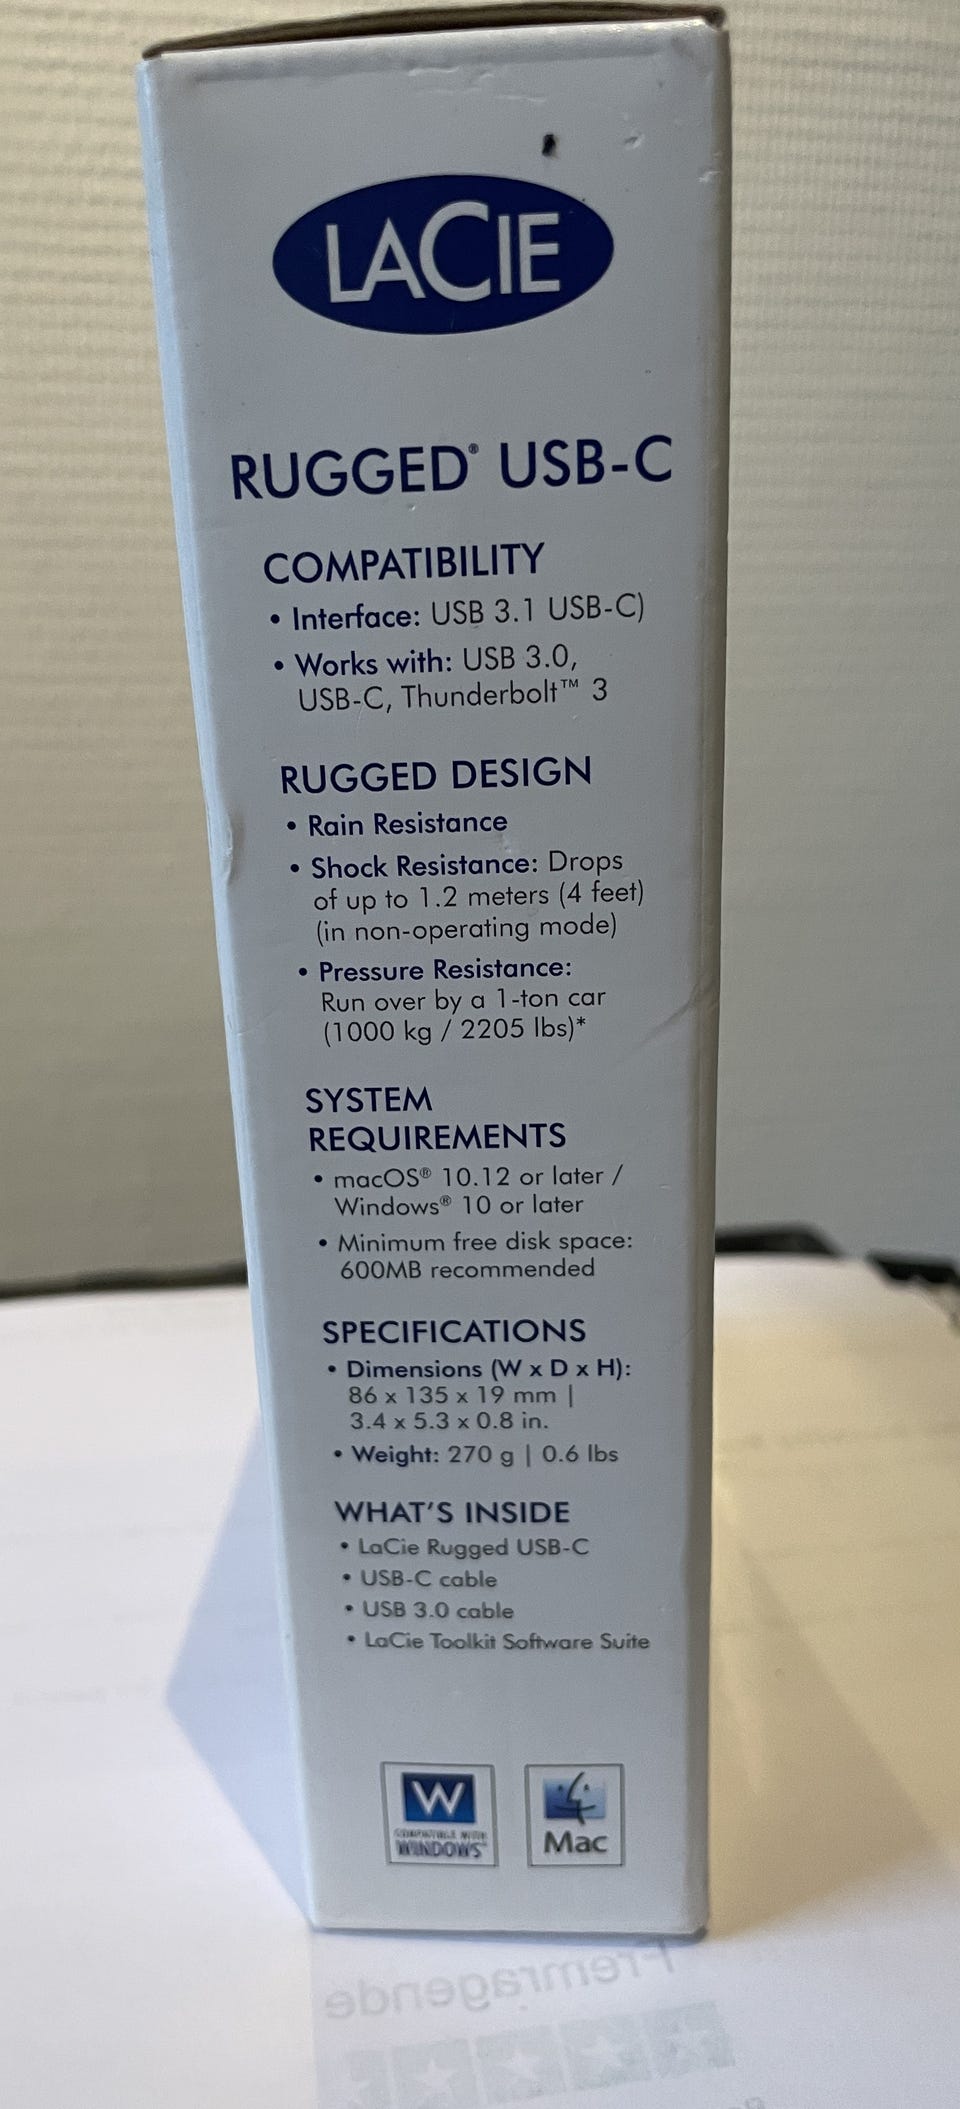 LACIE
RUGGED® USB-C
COMPATIBILITY
• Interface: USB 3.1 USB-C)
• Works with: USB 3.0,
USB-C, Thunderbolt™ 3
RUGGED DESIGN
• Rain Resistance
• Shock Resistance: Drops
of up to 1.2 meters (4 feet)
(in non-operating mode)
• Pressure Resistance:
Run over by a 1-ton car
(1000 kg / 2205 lbs)*
SYSTEM
REQUIREMENTS
• macOS® 10.12 or later /
Windows® 10 or later
• Minimum free disk space:
600MB recommended
SPECIFICATIONS
• Dimensions (W x D x H):
86 x 135 x 19 mm |
3.4 x 5.3 x 0.8 in.
• Weight: 270 g | 0.6 lbs
WHAT'S INSIDE
• LaCie Rugged USB-C
• USB-C cable
• USB 3.0 cable
• LaCie Toolkit Software Suite
W
COMPATIBLE WITH
WINDOWS
Mac
Fremragende